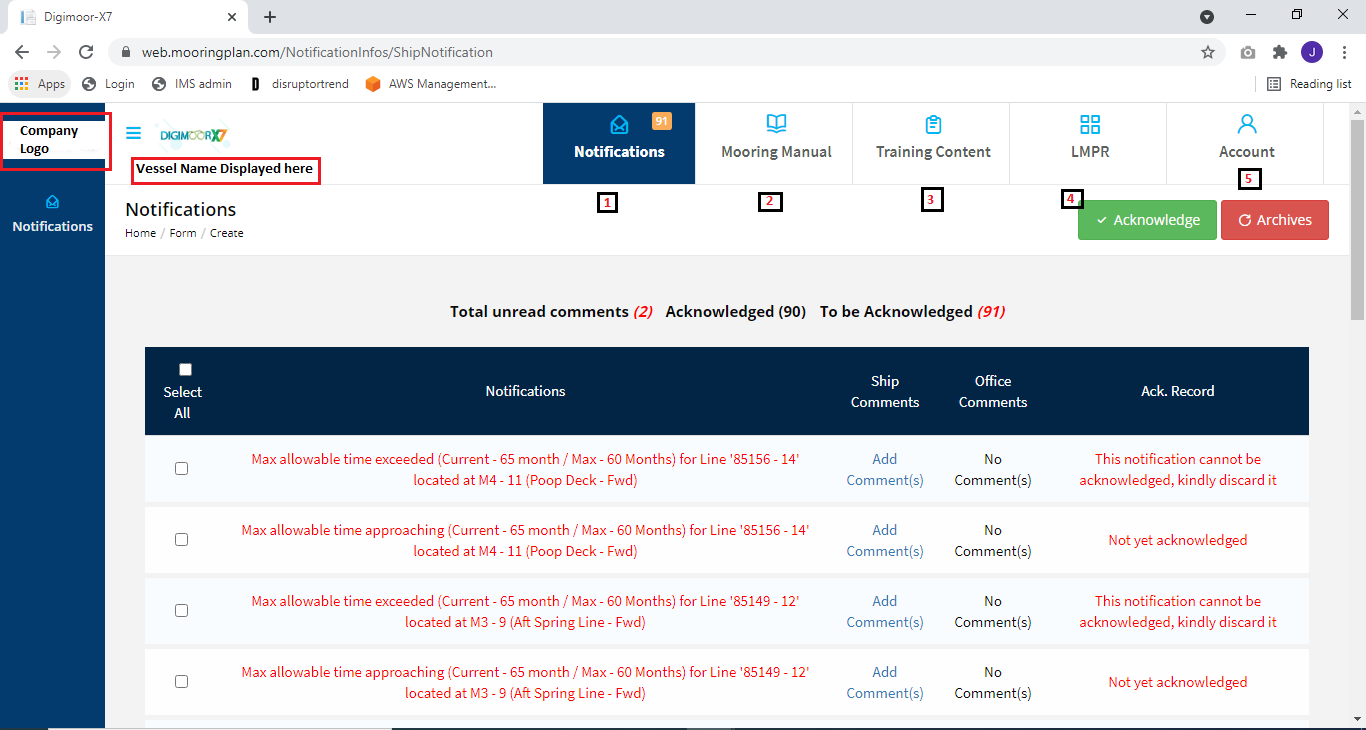 Digimoor-X7
web.mooringplan.com/NotificationInfos/ShipNotification
J
Apps
Login
IMS admin
D
disruptortrend
AWS Management...
Reading list
Company
Logo
DIGIMOORX7
Vessel Name Displayed here
91
Notifications
Mooring Manual
Training Content
LMPR
Account
1
2
3
4
5
Notifications
Notifications
Home / Form / Create
Acknowledge
Archives
Total unread comments (2) Acknowledged (90) To be Acknowledged (91)
Select
All
Notifications
Ship
Comments
Office
Comments
Ack. Record
Max allowable time exceeded (Current - 65 month / Max - 60 Months) for Line '85156 - 14'
located at M4 - 11 (Poop Deck - Fwd)
Add
Comment(s)
No
Comment(s)
This notification cannot be
acknowledged, kindly discard it
Max allowable time approaching (Current - 65 month / Max - 60 Months) for Line '85156 - 14'
located at M4 - 11 (Poop Deck - Fwd)
Add
Comment(s)
No
Comment(s)
Not yet acknowledged
Max allowable time exceeded (Current - 65 month / Max - 60 Months) for Line '85149 - 12'
located at M3 - 9 (Aft Spring Line - Fwd)
Add
Comment(s)
No
Comment(s)
This notification cannot be
acknowledged, kindly discard it
Max allowable time approaching (Current - 65 month / Max - 60 Months) for Line '85149 - 12'
located at M3 - 9 (Aft Spring Line - Fwd)
Add
Comment(s)
No
Comment(s)
Not yet acknowledged